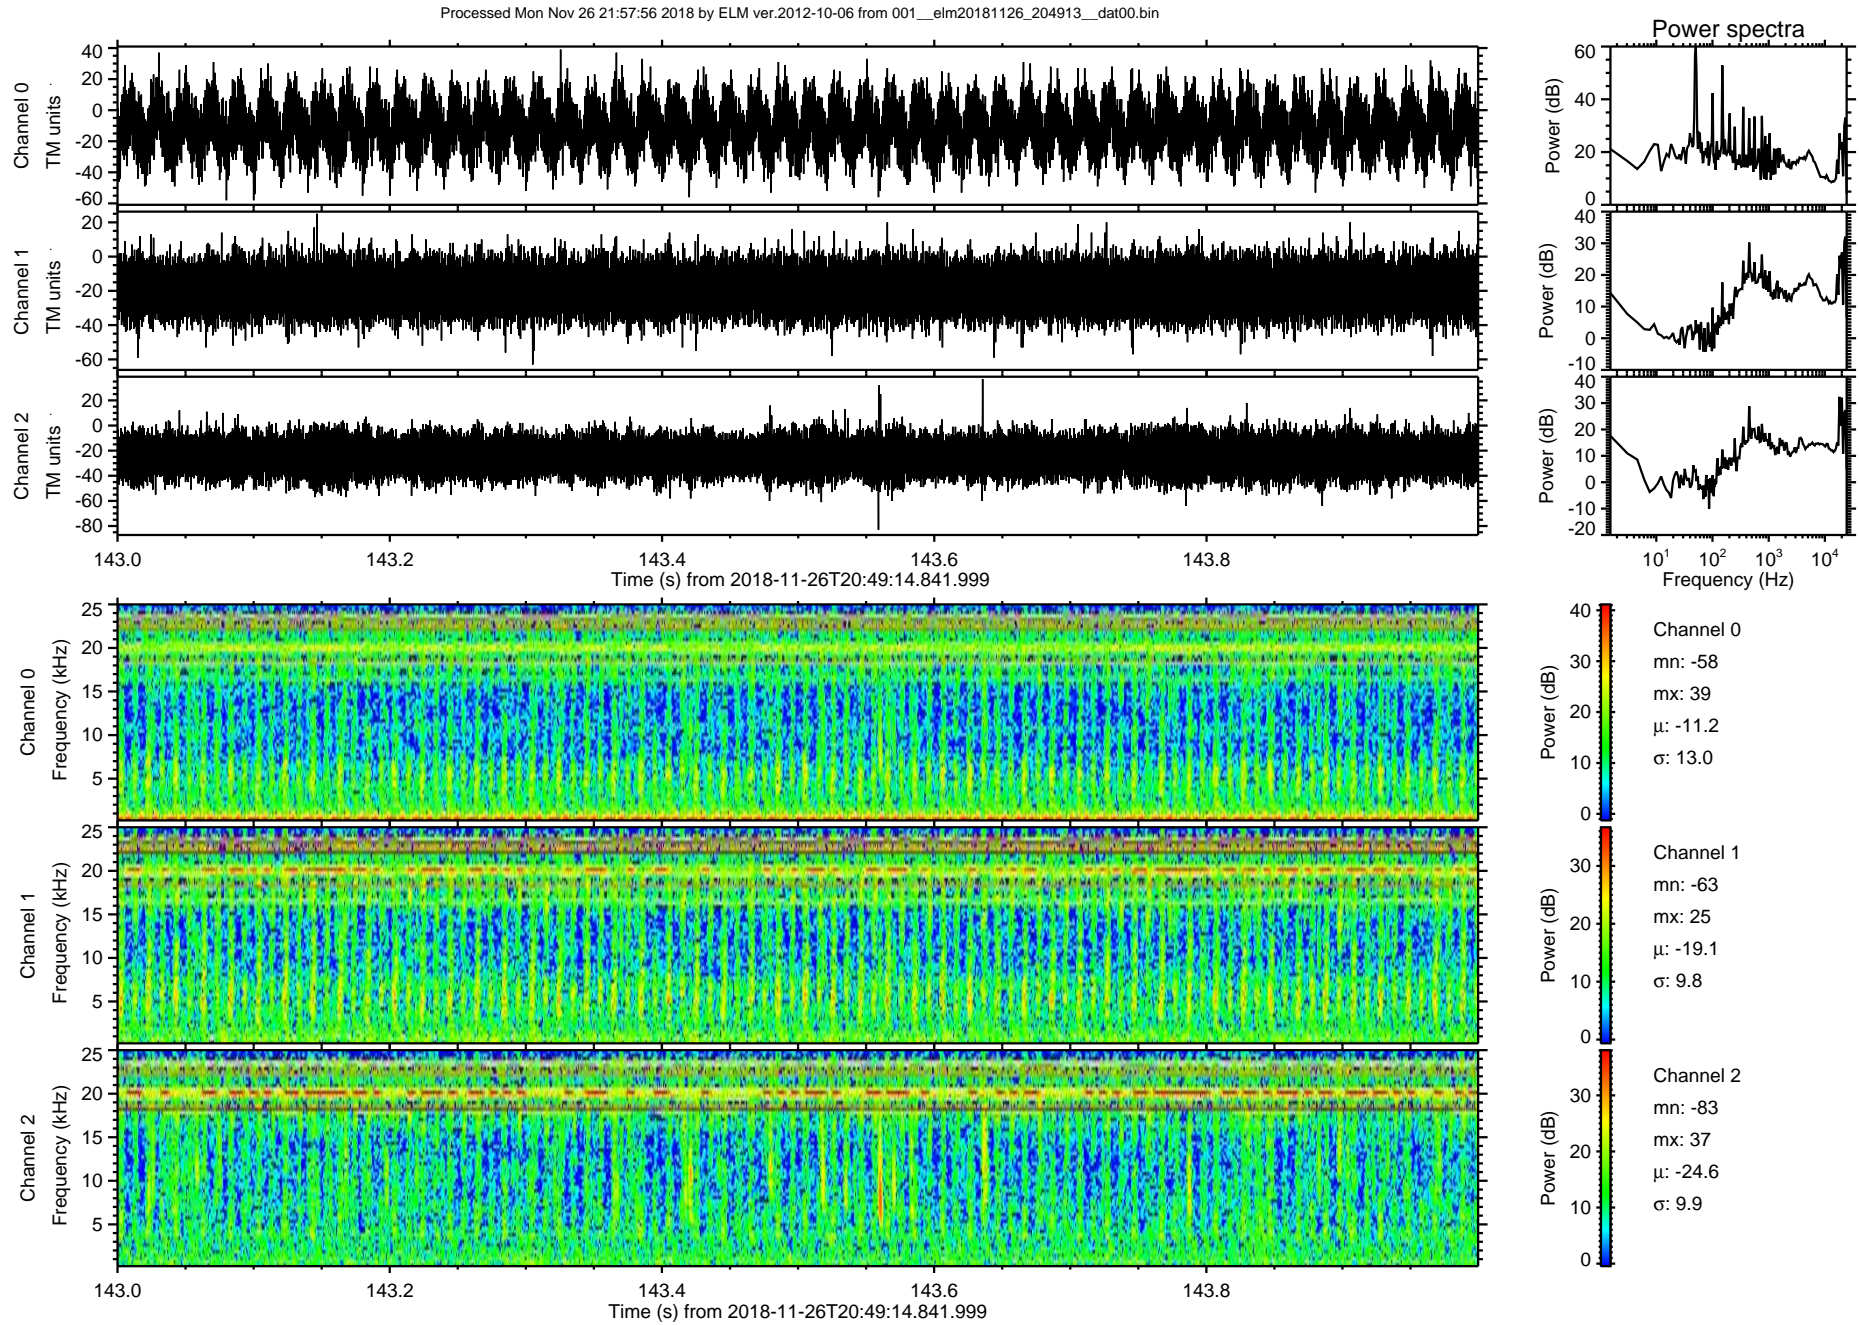 Processed Mon Nov 26 21:57:56 2018 by ELM ver.2012-10-06 from 001__elm20181126_204913__dat00.bin
Power spectra
Channel 0
TM units
40
20
0
-20
-40
-60
Power (dB)
60
40
20
0
Channel 1
TM units
20
0
-20
-40
-60
Power (dB)
40
30
20
10
0
-10
Channel 2
TM units
20
0
-20
-40
-60
-80
Power (dB)
40
30
20
10
0
-10
-20
143.0 143.2 143.4 143.6 143.8
Time (s) from 2018-11-26T20:49:14.841.999
10^1 10^2 10^3 10^4
Frequency (Hz)
Channel 0
Frequency (kHz)
25
20
15
10
5
Power (dB)
40
30
20
10
0
Channel 0
mn: -58
mx: 39
μ: -11.2
σ: 13.0
Channel 1
Frequency (kHz)
25
20
15
10
5
Power (dB)
30
20
10
0
Channel 1
mn: -63
mx: 25
μ: -19.1
σ: 9.8
Channel 2
Frequency (kHz)
25
20
15
10
5
Power (dB)
30
20
10
0
Channel 2
mn: -83
mx: 37
μ: -24.6
σ: 9.9
143.0 143.2 143.4 143.6 143.8
Time (s) from 2018-11-26T20:49:14.841.999